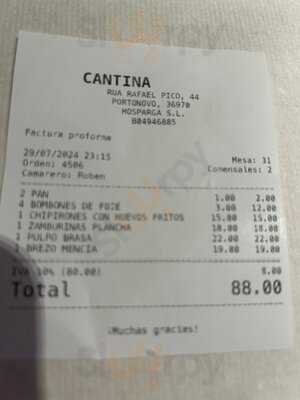 CANTINA
RUA RAFAEL PICO, 44
PORTONOVO, 36970
HOSPARGA S.L.
B04946885
Factura proforma
29/07/2024 23:15 Mesa: 31
Orden: 4506 Comensales: 2
Camarero: Ruben
2 PAN 1.00 2.00
4 BOMBONES DE FOIE 3.00 12.00
1 CHIPIRONES CON HUEVOS FRITOS 15.00 15.00
1 ZAMBURIÑAS PLANCHA 18.00 18.00
1 PULPO BRASA 22.00 22.00
1 BREZO MENCIA 19.00 19.00
IVA 10% (80.00) 8.00
Total 88.00
¡Muchas gracias!